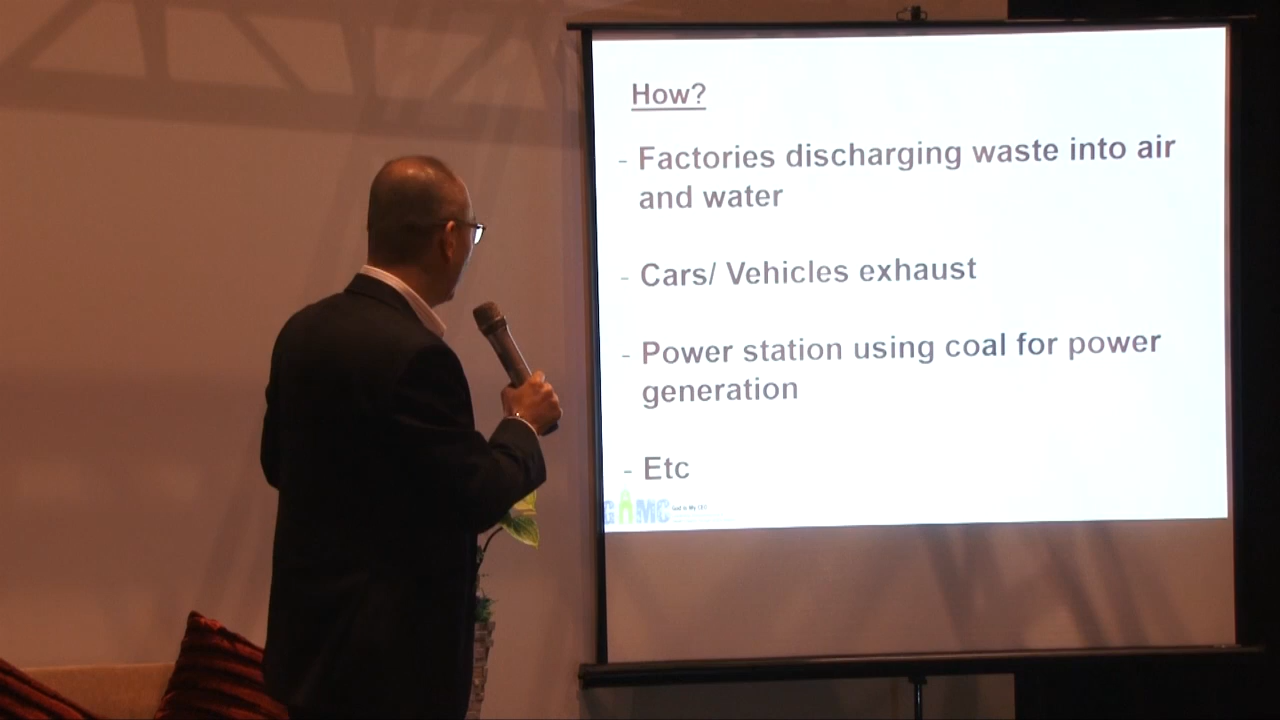 How?
- Factories discharging waste into air
and water
- Cars/ Vehicles exhaust
- Power station using coal for power
generation
- Etc
GAMC